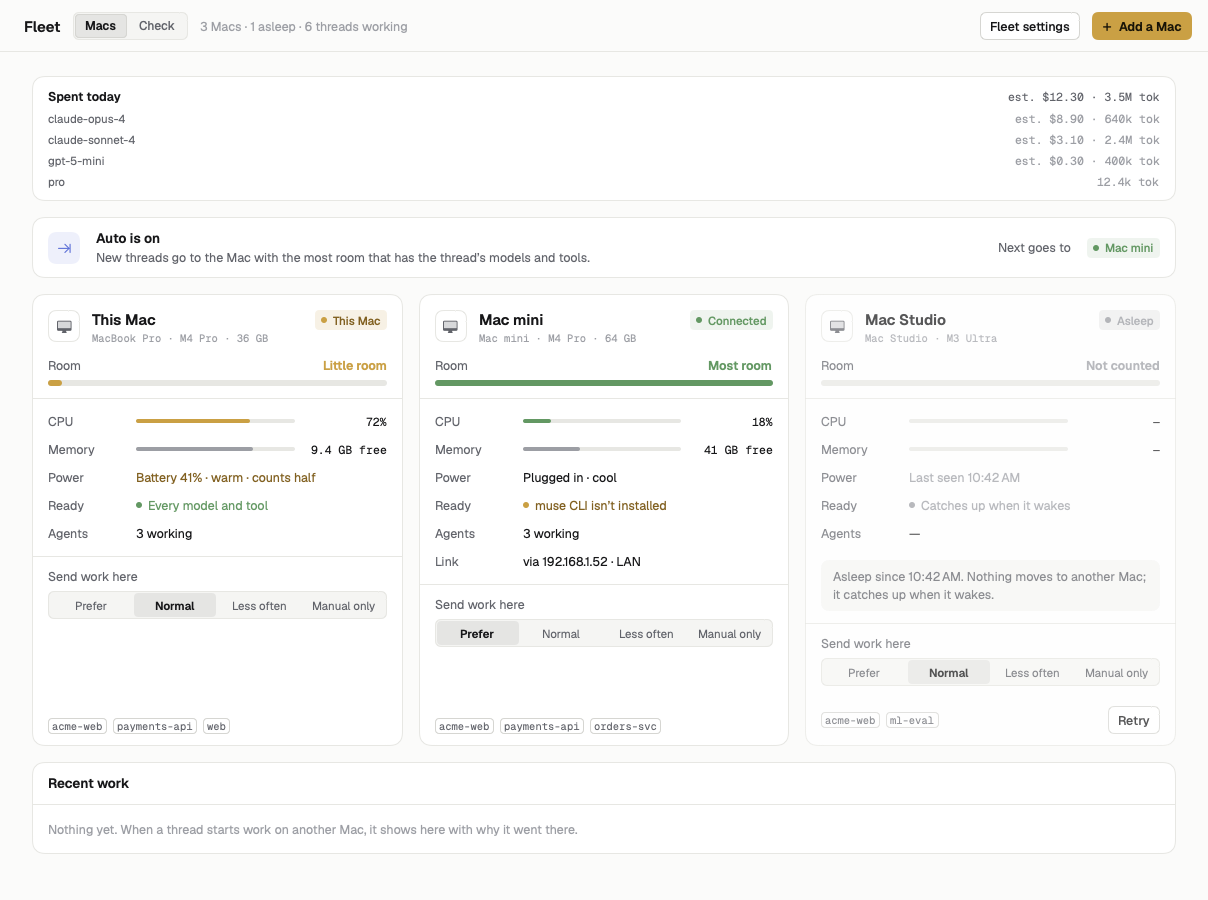 Fleet Macs Check 3 Macs · 1 asleep · 6 threads working Fleet settings + Add a Mac
Spent today est. $12.30 · 3.5M tok
claude-opus-4 est. $8.90 · 640k tok
claude-sonnet-4 est. $3.10 · 2.4M tok
gpt-5-mini est. $0.30 · 400k tok
pro 12.4k tok
Auto is on
New threads go to the Mac with the most room that has the thread's models and tools.
Next goes to Mac mini
This Mac This Mac
MacBook Pro · M4 Pro · 36 GB
Room Little room
CPU 72%
Memory 9.4 GB free
Power Battery 41% · warm · counts half
Ready Every model and tool
Agents 3 working
Send work here
Prefer Normal Less often Manual only
acme-web payments-api web
Mac mini Connected
Mac mini · M4 Pro · 64 GB
Room Most room
CPU 18%
Memory 41 GB free
Power Plugged in · cool
Ready muse CLI isn't installed
Agents 3 working
Link via 192.168.1.52 · LAN
Send work here
Prefer Normal Less often Manual only
acme-web payments-api orders-svc
Mac Studio Asleep
Mac Studio · M3 Ultra
Room Not counted
CPU –
Memory –
Power Last seen 10:42 AM
Ready Catches up when it wakes
Agents —
Asleep since 10:42 AM. Nothing moves to another Mac;
it catches up when it wakes.
Send work here
Prefer Normal Less often Manual only
acme-web ml-eval Retry
Recent work
Nothing yet. When a thread starts work on another Mac, it shows here with why it went there.